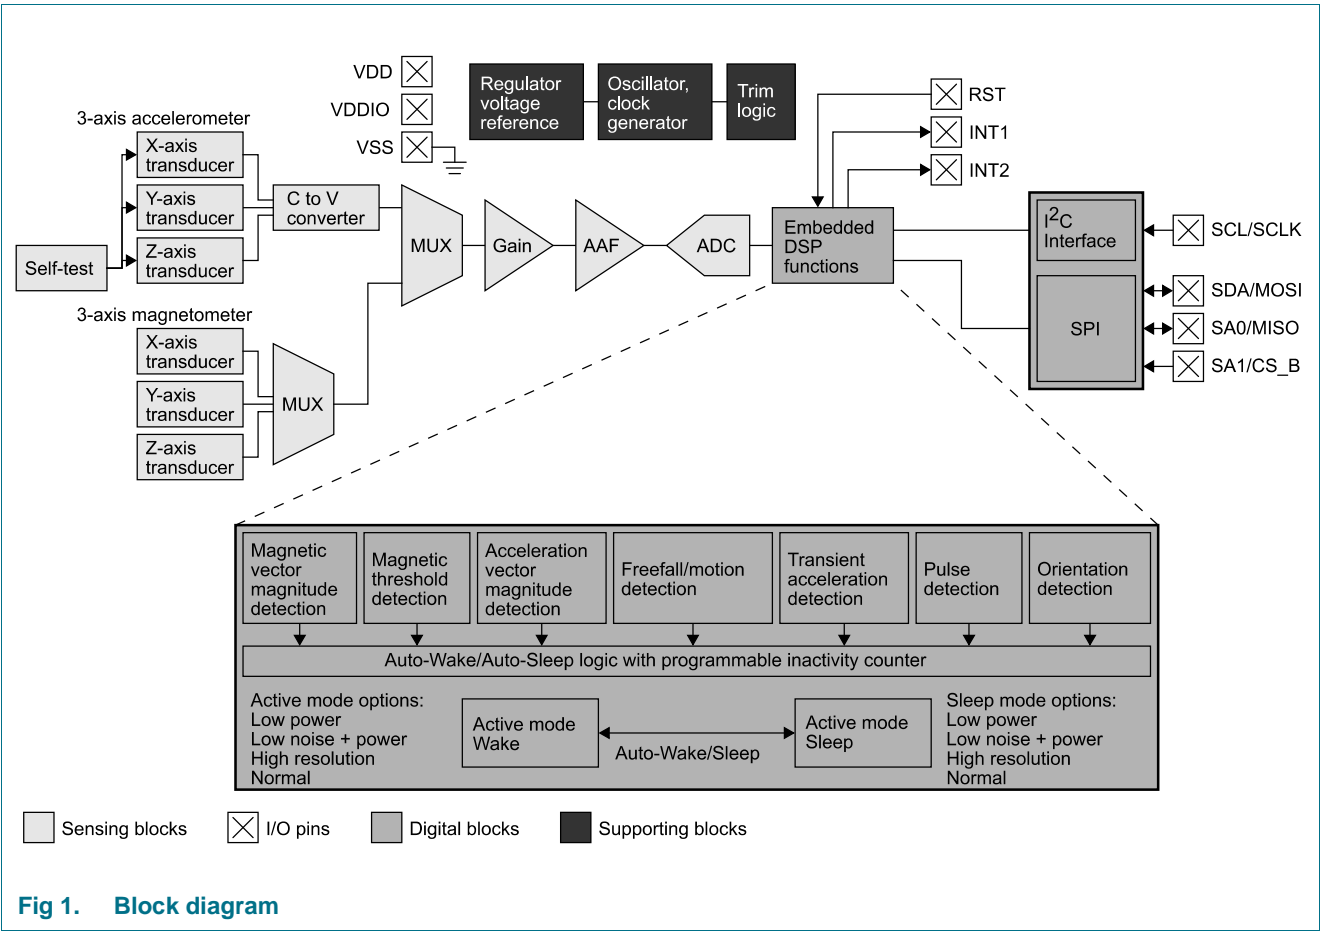 VDD
VDDIO
VSS
Regulator
voltage
reference
Oscillator,
clock
generator
Trim
logic
RST
INT1
INT2
3-axis accelerometer
X-axis
transducer
Y-axis
transducer
Z-axis
transducer
Self-test
C to V
converter
MUX
Gain
AAF
ADC
Embedded
DSP
functions
I2C
Interface
SPI
SCL/SCLK
SDA/MOSI
SA0/MISO
SA1/CS_B
3-axis magnetometer
X-axis
transducer
Y-axis
transducer
Z-axis
transducer
MUX
Magnetic
vector
magnitude
detection
Magnetic
threshold
detection
Acceleration
vector
magnitude
detection
Freefall/motion
detection
Transient
acceleration
detection
Pulse
detection
Orientation
detection
Auto-Wake/Auto-Sleep logic with programmable inactivity counter
Active mode options:
Low power
Low noise + power
High resolution
Normal
Active mode
Wake
Auto-Wake/Sleep
Active mode
Sleep
Sleep mode options:
Low power
Low noise + power
High resolution
Normal
Sensing blocks
I/O pins
Digital blocks
Supporting blocks
Fig 1. Block diagram